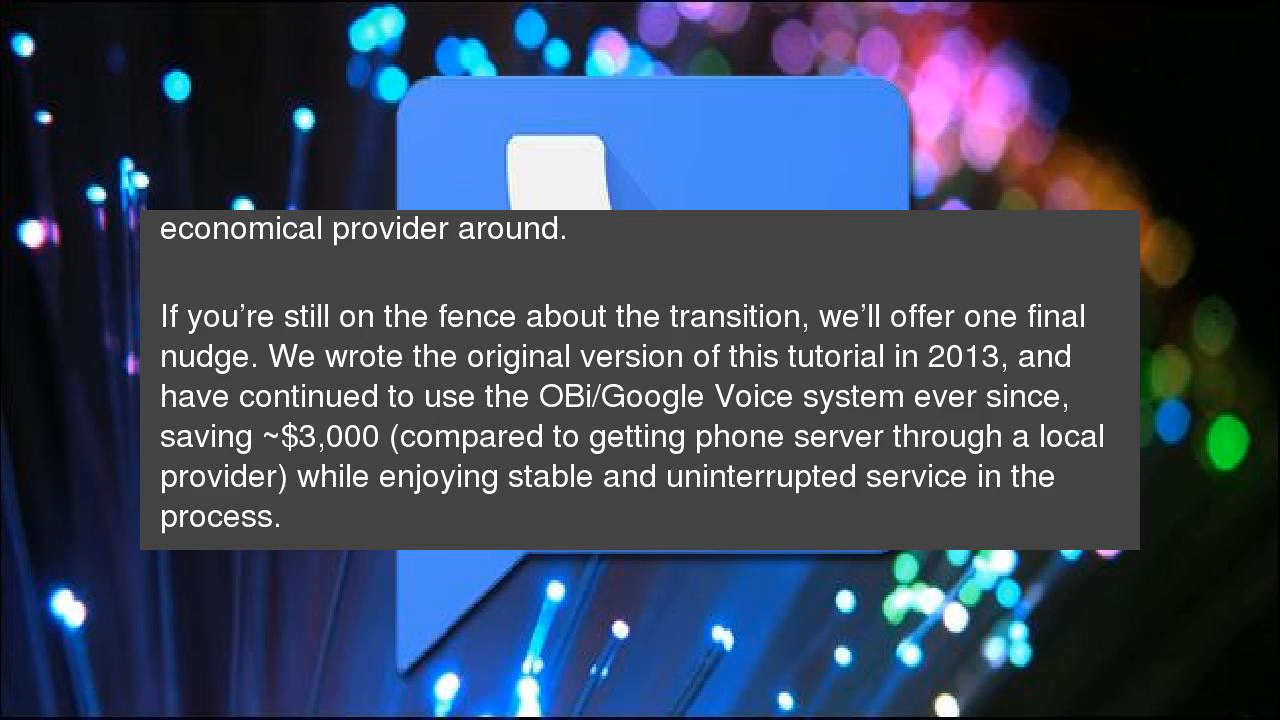 economical provider around.
If you’re still on the fence about the transition, we’ll offer one final
nudge. We wrote the original version of this tutorial in 2013, and
have continued to use the OBi/Google Voice system ever since,
saving ~$3,000 (compared to getting phone server through a local
provider) while enjoying stable and uninterrupted service in the
process.